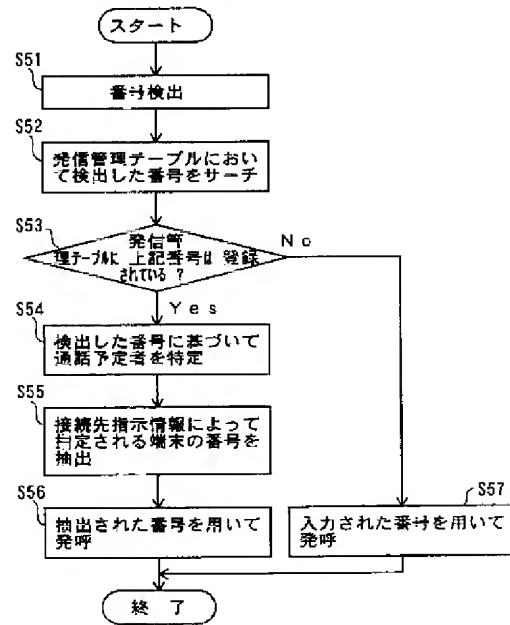 スタート
S51
番号検出
S52
発信管理テーブルにおい
て検出した番号をサーチ
S53
発信管
理テーブルに 上記番号は 登録
されている ?
No
Yes
S54
検出した番号に基づいて
通話予定者を特定
S55
接続先指示情報によって
指定される端末の番号を
抽出
S56
抽出された番号を用いて
発呼
S57
入力された番号を用いて
発呼
終 了